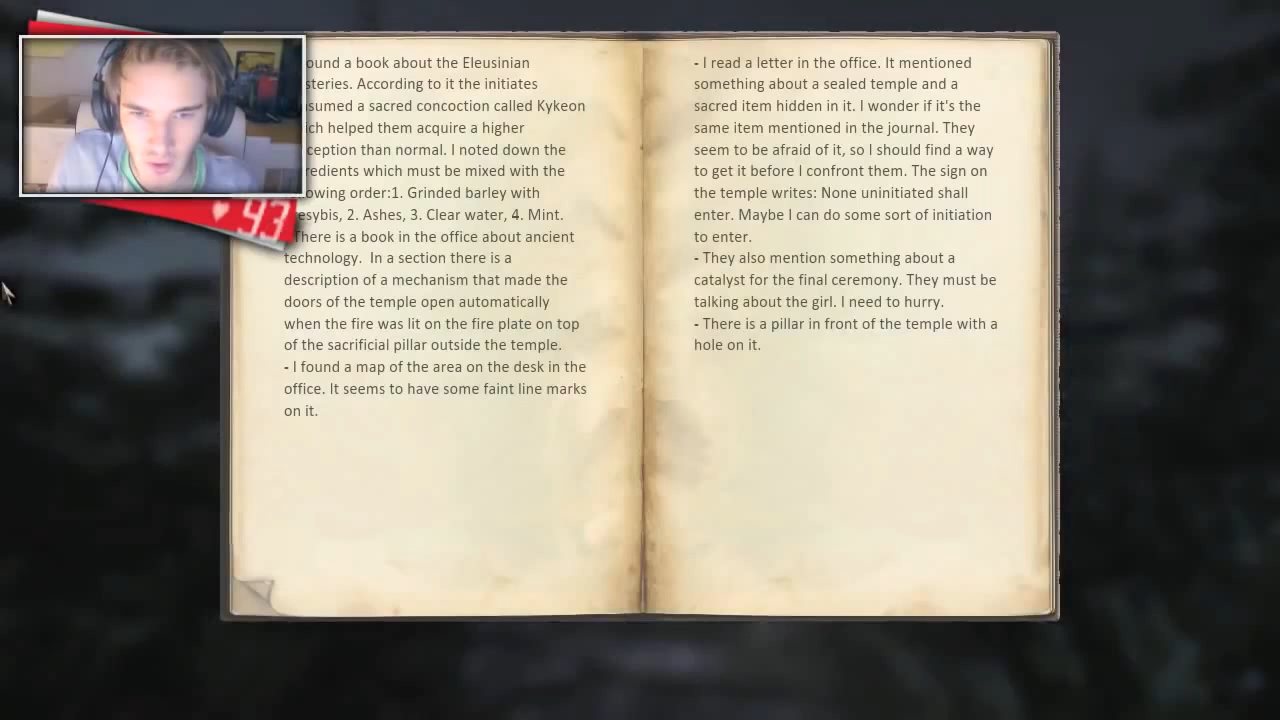 ound a book about the Eleusinian
steries. According to it the initiates
sumed a sacred concoction called Kykeon
ich helped them acquire a higher
ception than normal. I noted down the
redients which must be mixed with the
owing order:1. Grinded barley with
esybis, 2. Ashes, 3. Clear water, 4. Mint.
There is a book in the office about ancient
technology. In a section there is a
description of a mechanism that made the
doors of the temple open automatically
when the fire was lit on the fire plate on top
of the sacrificial pillar outside the temple.
- I found a map of the area on the desk in the
office. It seems to have some faint line marks
on it.
- I read a letter in the office. It mentioned
something about a sealed temple and a
sacred item hidden in it. I wonder if it's the
same item mentioned in the journal. They
seem to be afraid of it, so I should find a way
to get it before I confront them. The sign on
the temple writes: None uninitiated shall
enter. Maybe I can do some sort of initiation
to enter.
- They also mention something about a
catalyst for the final ceremony. They must be
talking about the girl. I need to hurry.
- There is a pillar in front of the temple with a
hole on it.
93